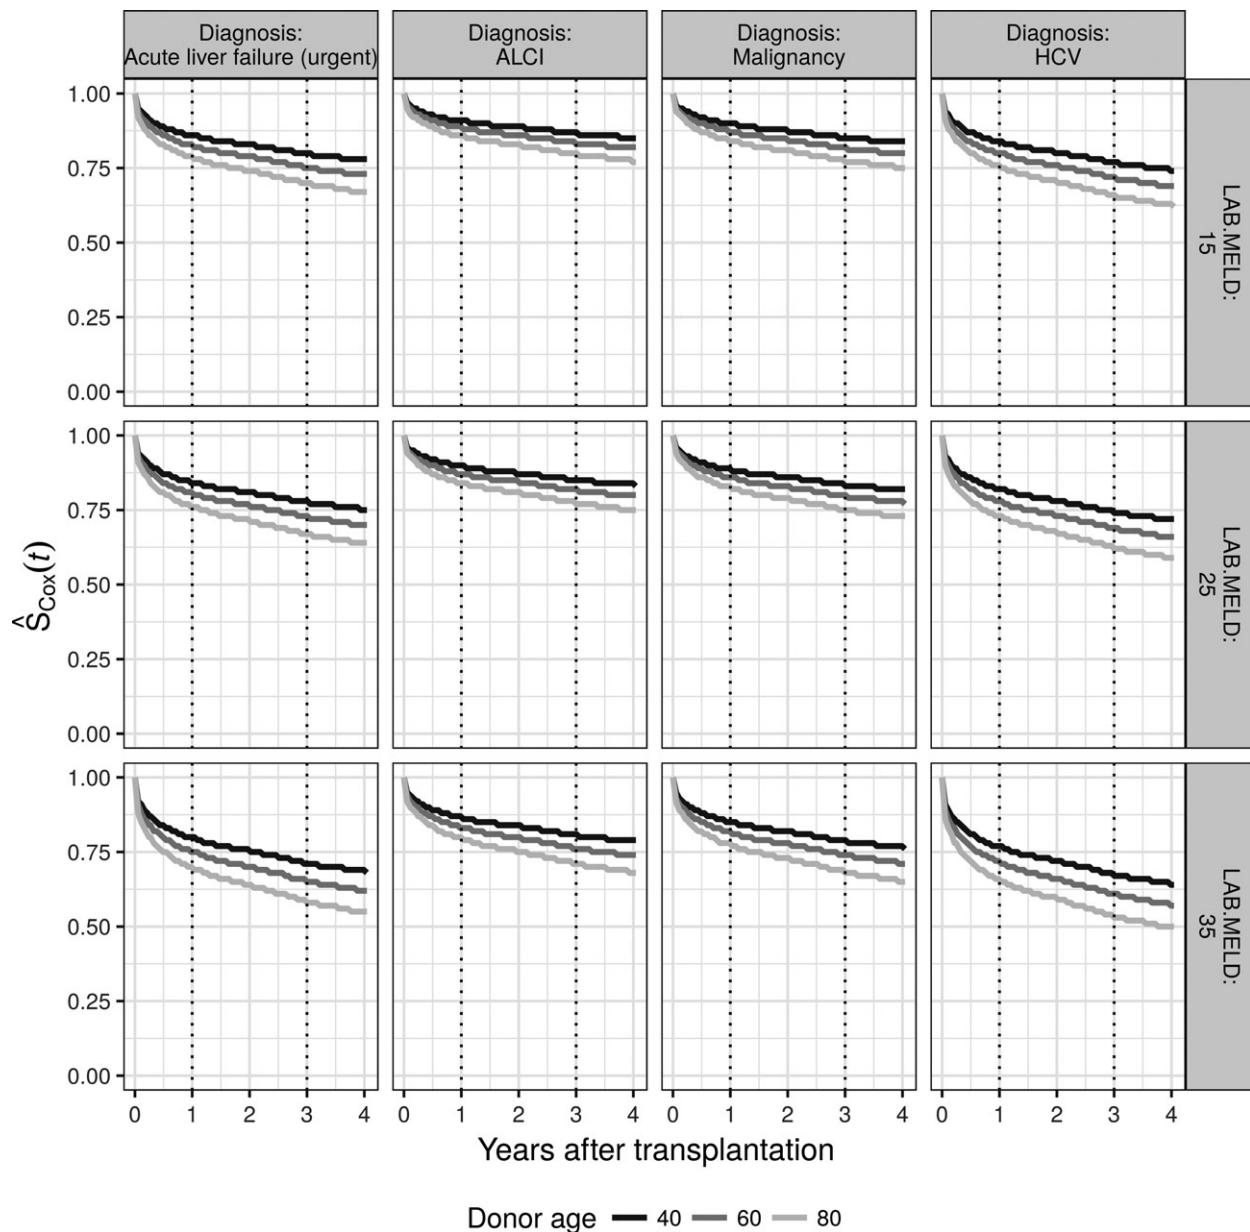 Diagnosis:
Acute liver failure (urgent)
Diagnosis:
ALCI
Diagnosis:
Malignancy
Diagnosis:
HCV
1.00
0.75
0.50
0.25
0.00
LAB.MELD:
15
1.00
0.75
0.50
0.25
0.00
LAB.MELD:
25
1.00
0.75
0.50
0.25
0.00
LAB.MELD:
35
ŜCox(t)
0 1 2 3 4
0 1 2 3 4
0 1 2 3 4
0 1 2 3 4
Years after transplantation
Donor age 40 60 80